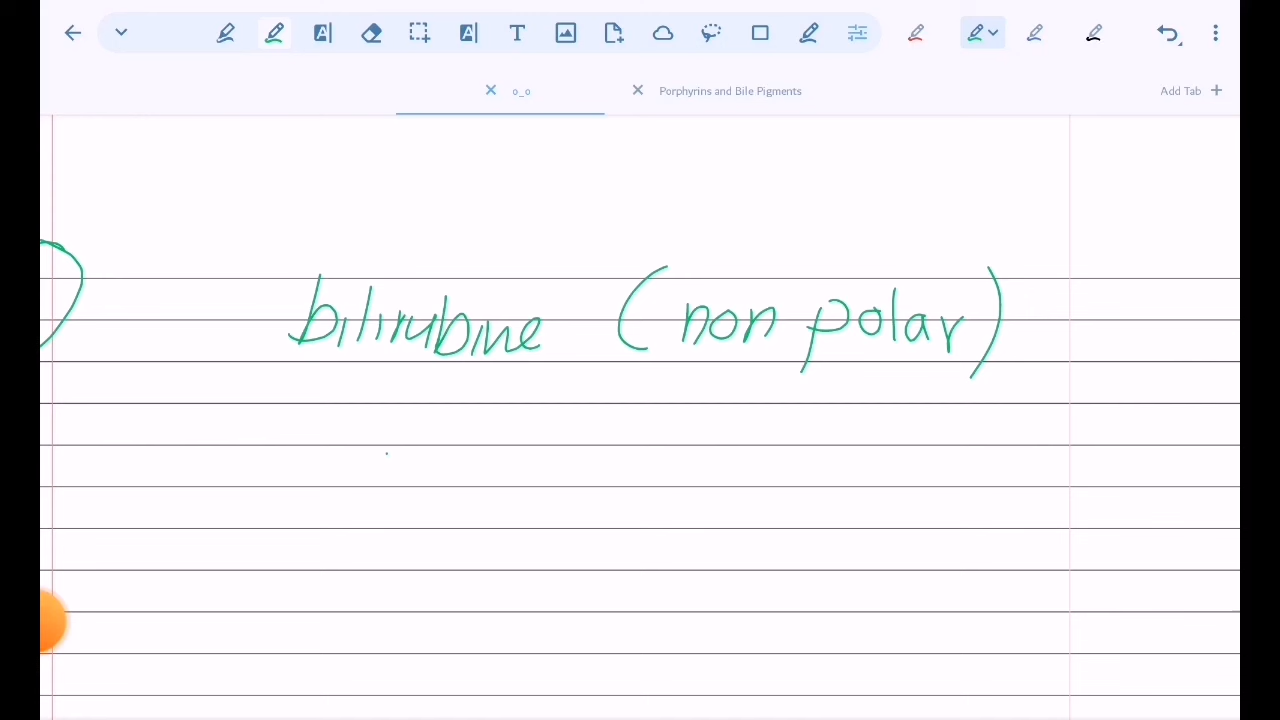 o_o
Porphyrins and Bile Pigments
Add Tab +
bilirubine (non polar)